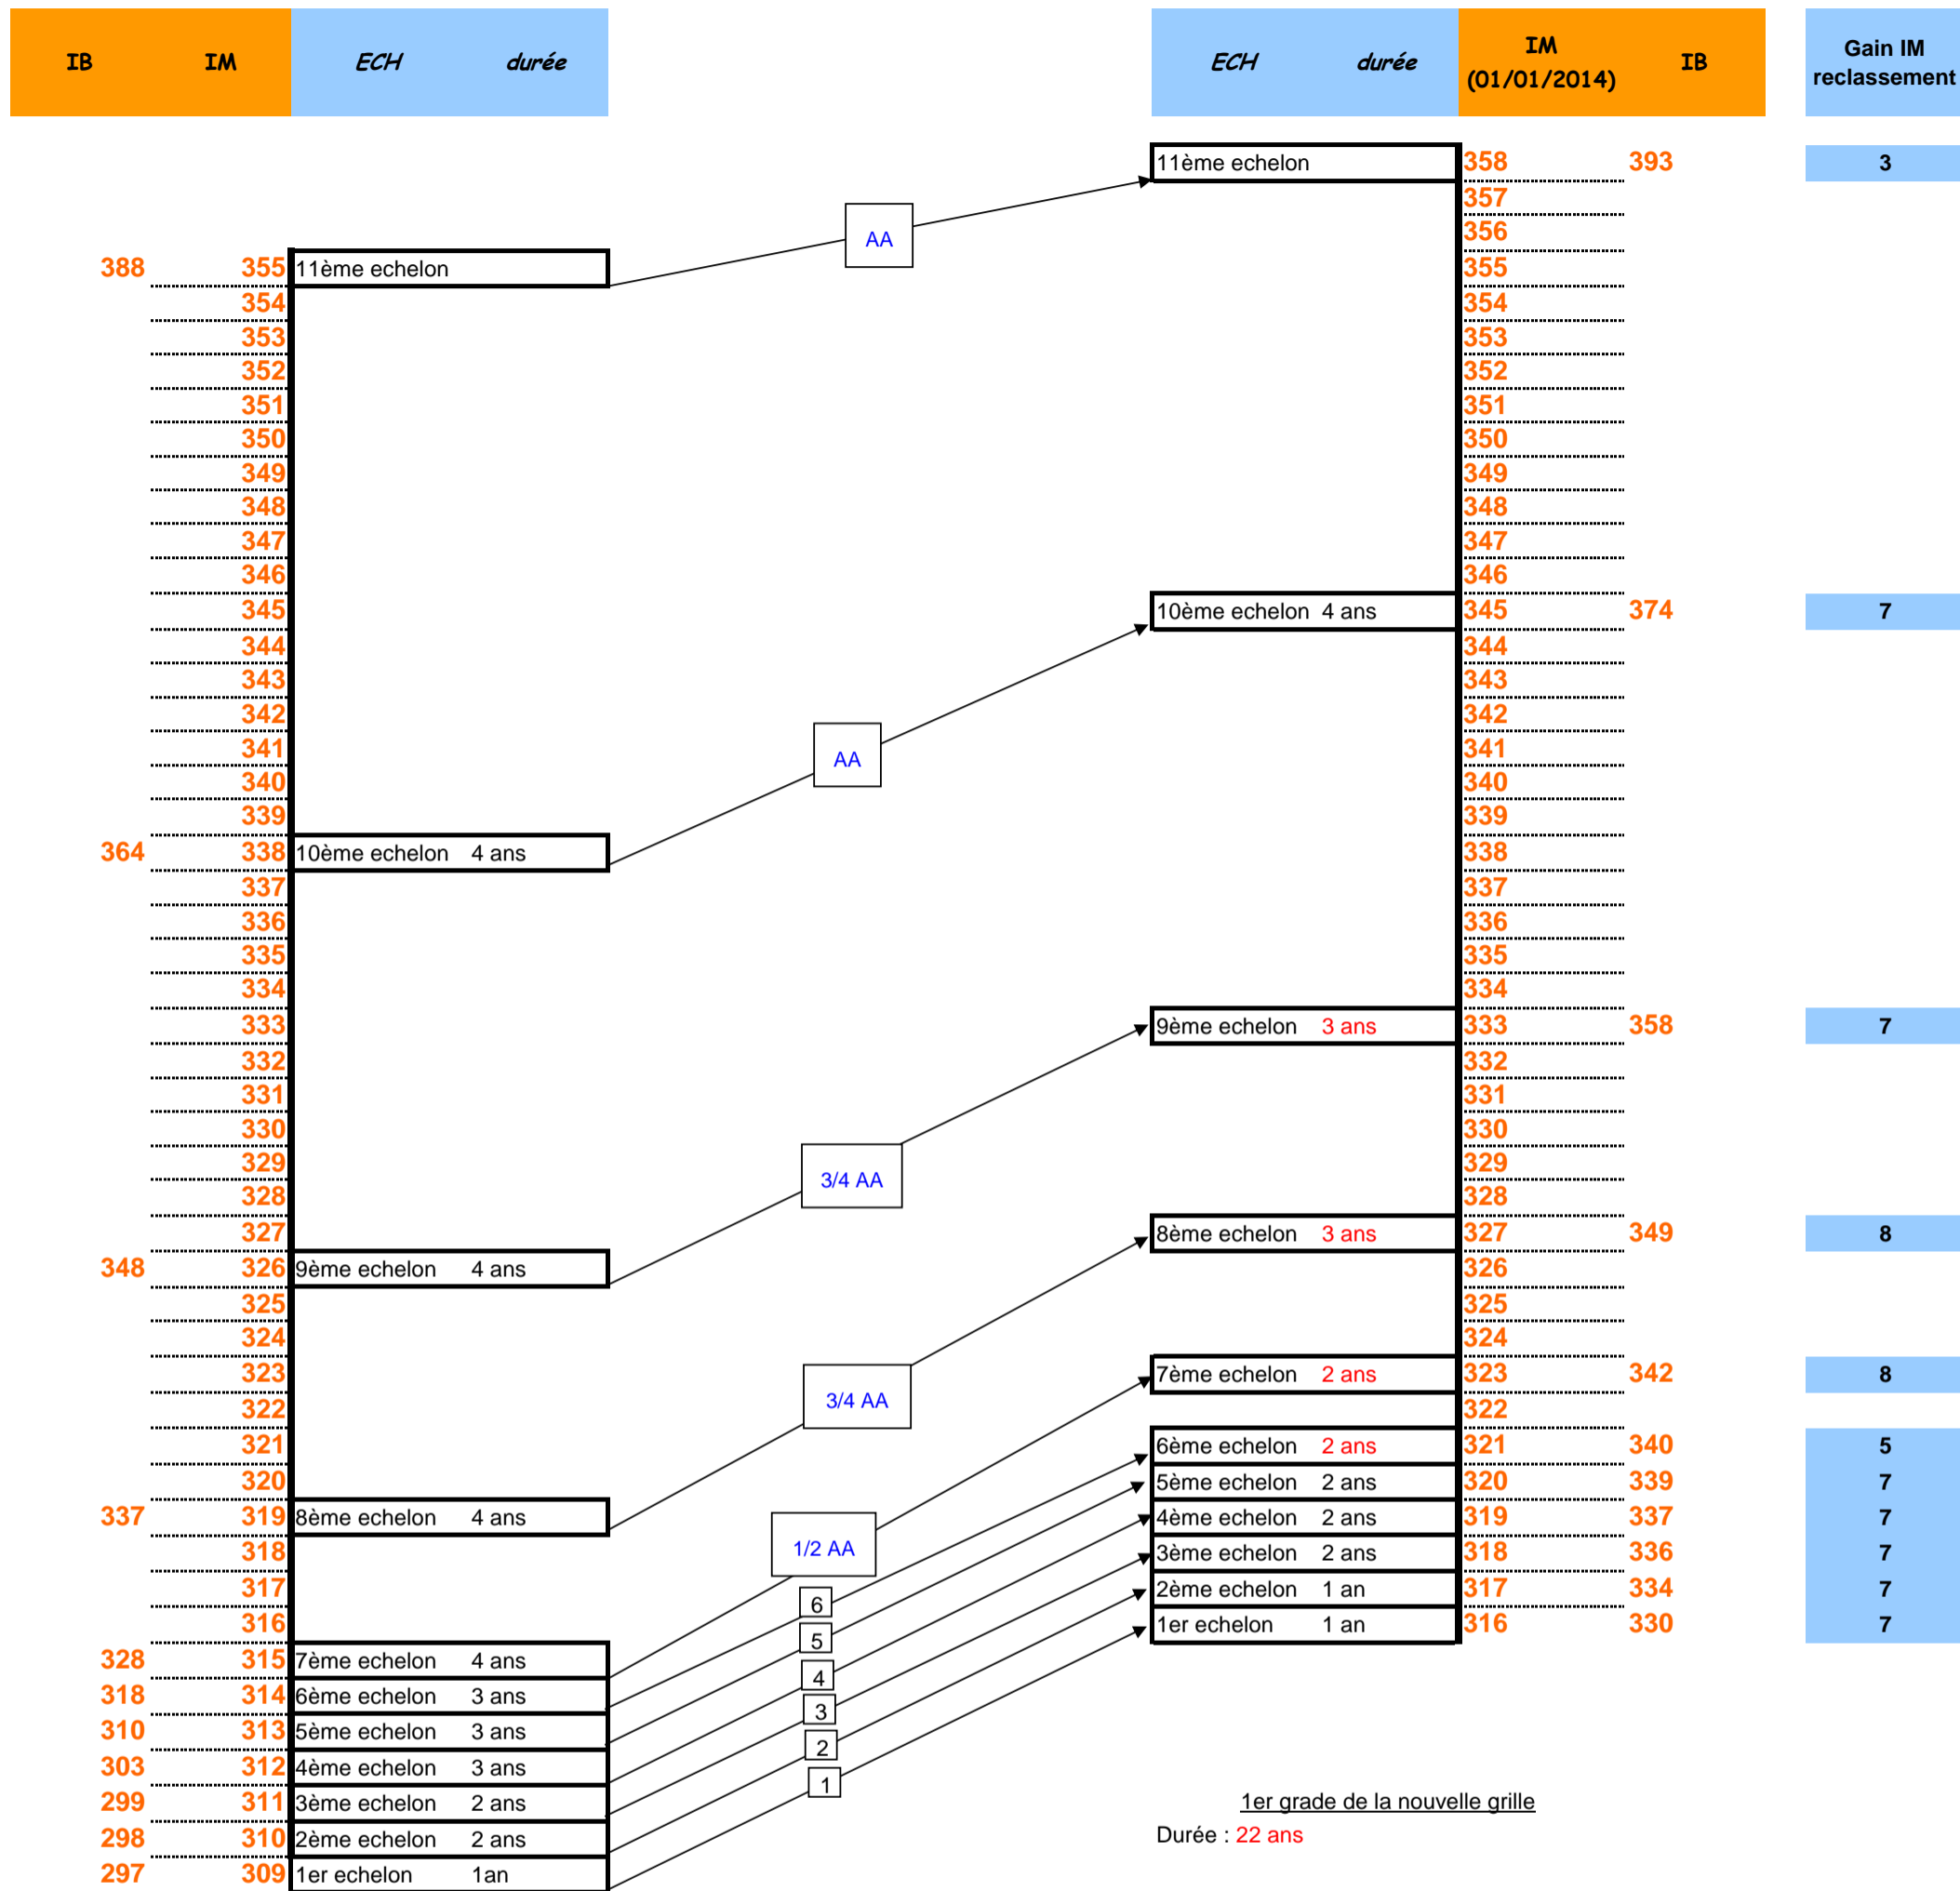 IB IM ECH durée ECH durée IM (01/01/2014) IB Gain IM reclassement
11ème echelon 358 393 3
357
AA 356
388 355 11ème echelon 355
354 354
353 353
352 352
351 351
350 350
349 349
348 348
347 347
346 346
345 10ème echelon 4 ans 345 374 7
344 344
343 343
342 342
341 AA 341
340 340
339 339
364 338 10ème echelon 4 ans 338
337 337
336 336
335 335
334 334
333 9ème echelon 3 ans 333 358 7
332 332
331 331
330 330
329 329
328 3/4 AA 328
327 8ème echelon 3 ans 327 349 8
348 326 9ème echelon 4 ans 326
325 325
324 324
323 7ème echelon 2 ans 323 342 8
322 3/4 AA 322
321 6ème echelon 2 ans 321 340 5
320 5ème echelon 2 ans 320 339 7
337 319 8ème echelon 4 ans 4ème echelon 2 ans 319 337 7
318 1/2 AA 3ème echelon 2 ans 318 336 7
317 2ème echelon 1 an 317 334 7
6
316 1er echelon 1 an 316 330 7
5
328 315 7ème echelon 4 ans
4
318 314 6ème echelon 3 ans
3
310 313 5ème echelon 3 ans
2
303 312 4ème echelon 3 ans
1
299 311 3ème echelon 2 ans 1er grade de la nouvelle grille
298 310 2ème echelon 2 ans Durée : 22 ans
297 309 1er echelon 1an